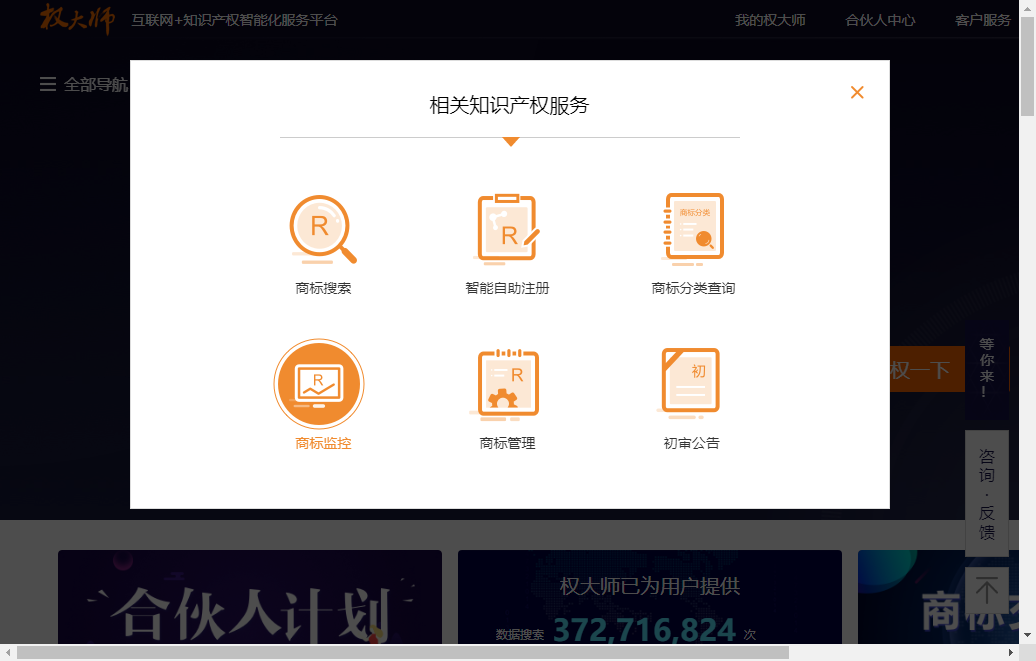 权大师 互联网+知识产权智能化服务平台 我的权大师 合伙人中心 客户服务
全部导航
相关知识产权服务
R
R
商标分类
商标搜索 智能自助注册 商标分类查询
R
R
初
商标监控 商标管理 初审公告
权一下
等你来!
咨询·反馈
合伙人计划
权大师已为用户提供
数据搜索 372,716,824 次
商标交